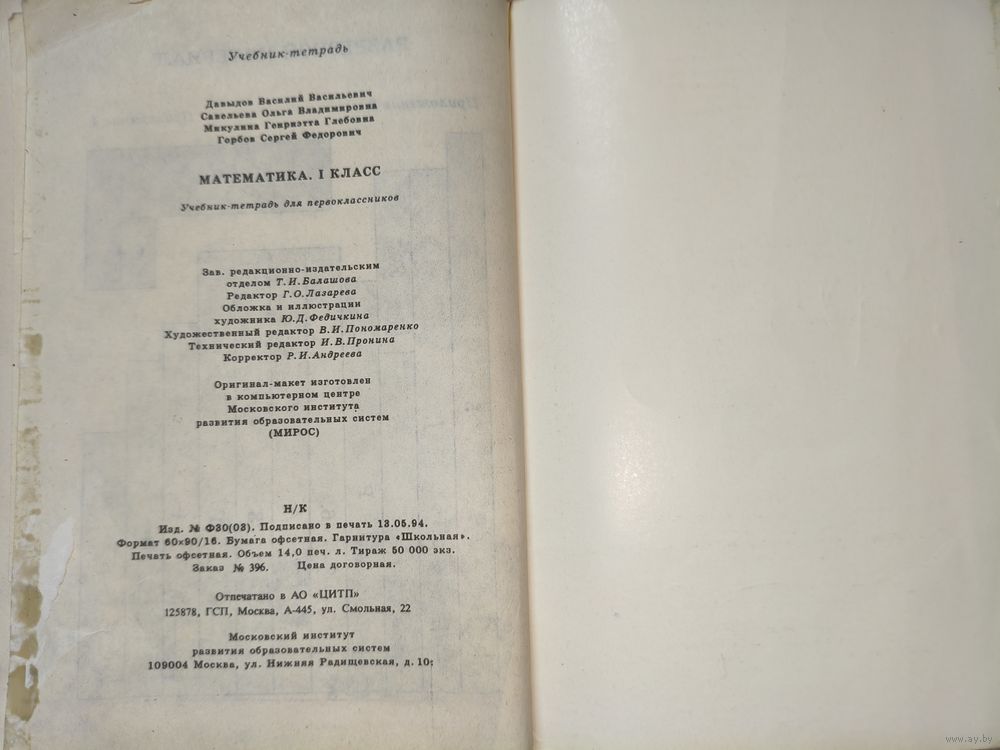 Учебник-тетрадь
Давыдов Василий Васильевич
Савельева Ольга Владимировна
Микулина Генриэтта Глебовна
Горбов Сергей Федорович
МАТЕМАТИКА. I КЛАСС
Учебник-тетрадь для первоклассников
Зав. редакционно-издательским
отделом Т.И.Балашова
Редактор Г.О.Лазарева
Обложка и иллюстрации
художника Ю.Д.Федичкина
Художественный редактор В.И.Пономаренко
Технический редактор И.В.Пронина
Корректор Р.И.Андреева
Оригинал-макет изготовлен
в компьютерном центре
Московского института
развития образовательных систем
(МИРОС)
Н/К
Изд. № Ф30(03). Подписано в печать 13.05.94.
Формат 60×90/16. Бумага офсетная. Гарнитура «Школьная».
Печать офсетная. Объем 14,0 печ. л. Тираж 50 000 экз.
Заказ № 396. Цена договорная.
Отпечатано в АО «ЦИТП»
125878, ГСП, Москва, А-445, ул. Смольная, 22
Московский институт
развития образовательных систем
109004 Москва, ул. Нижняя Радищевская, д. 10;
www.ay.by